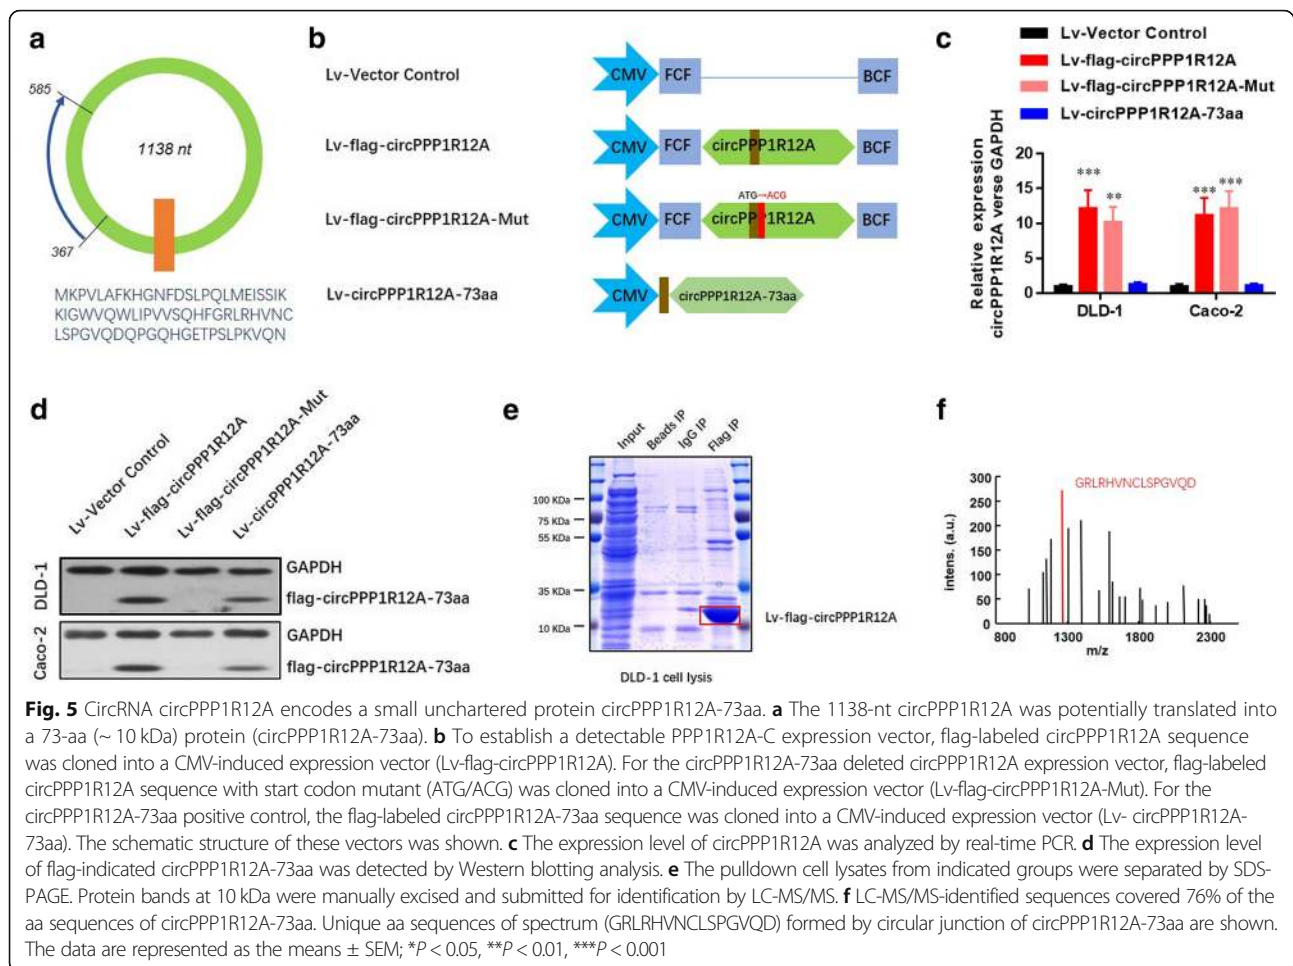 a
585
1138 nt
367
MKPVLAFKHGNFDSLPQLMEISSIK
KIGWVQWLIPVVSQHFGRLRHVNC
LSPGVQDQPGQHGETPSLPKVQN
b
Lv-Vector Control
CMV FCF BCF
Lv-flag-circPPP1R12A
CMV FCF circPPP1R12A BCF
ATG→ACG
Lv-flag-circPPP1R12A-Mut
CMV FCF circPPP1R12A BCF
Lv-circPPP1R12A-73aa
CMV circPPP1R12A-73aa
c
Lv-Vector Control
Lv-flag-circPPP1R12A
Lv-flag-circPPP1R12A-Mut
Lv-circPPP1R12A-73aa
Relative expression
circPPP1R12A verse GAPDH
20
15
10
5
0
*** ** *** ***
DLD-1 Caco-2
d
Lv-Vector Control
Lv-flag-circPPP1R12A
Lv-flag-circPPP1R12A-Mut
Lv-circPPP1R12A-73aa
DLD-1
GAPDH
flag-circPPP1R12A-73aa
Caco-2
GAPDH
flag-circPPP1R12A-73aa
e
Input Beads IP IgG IP Flag IP
100 KDa
75 KDa
55 KDa
35 KDa
10 KDa
Lv-flag-circPPP1R12A
DLD-1 cell lysis
f
GRLRHVNCLSPGVQD
intens. (a.u.)
300
250
200
150
100
50
0
800 1300 1800 2300
m/z
Fig. 5 CircRNA circPPP1R12A encodes a small unchartered protein circPPP1R12A-73aa. a The 1138-nt circPPP1R12A was potentially translated into
a 73-aa (~ 10 kDa) protein (circPPP1R12A-73aa). b To establish a detectable PPP1R12A-C expression vector, flag-labeled circPPP1R12A sequence
was cloned into a CMV-induced expression vector (Lv-flag-circPPP1R12A). For the circPPP1R12A-73aa deleted circPPP1R12A expression vector, flag-labeled
circPPP1R12A sequence with start codon mutant (ATG/ACG) was cloned into a CMV-induced expression vector (Lv-flag-circPPP1R12A-Mut). For the
circPPP1R12A-73aa positive control, the flag-labeled circPPP1R12A-73aa sequence was cloned into a CMV-induced expression vector (Lv- circPPP1R12A-
73aa). The schematic structure of these vectors was shown. c The expression level of circPPP1R12A was analyzed by real-time PCR. d The expression level
of flag-indicated circPPP1R12A-73aa was detected by Western blotting analysis. e The pulldown cell lysates from indicated groups were separated by SDS-
PAGE. Protein bands at 10 kDa were manually excised and submitted for identification by LC-MS/MS. f LC-MS/MS-identified sequences covered 76% of the
aa sequences of circPPP1R12A-73aa. Unique aa sequences of spectrum (GRLRHVNCLSPGVQD) formed by circular junction of circPPP1R12A-73aa are shown.
The data are represented as the means ± SEM; *P < 0.05, **P < 0.01, ***P < 0.001